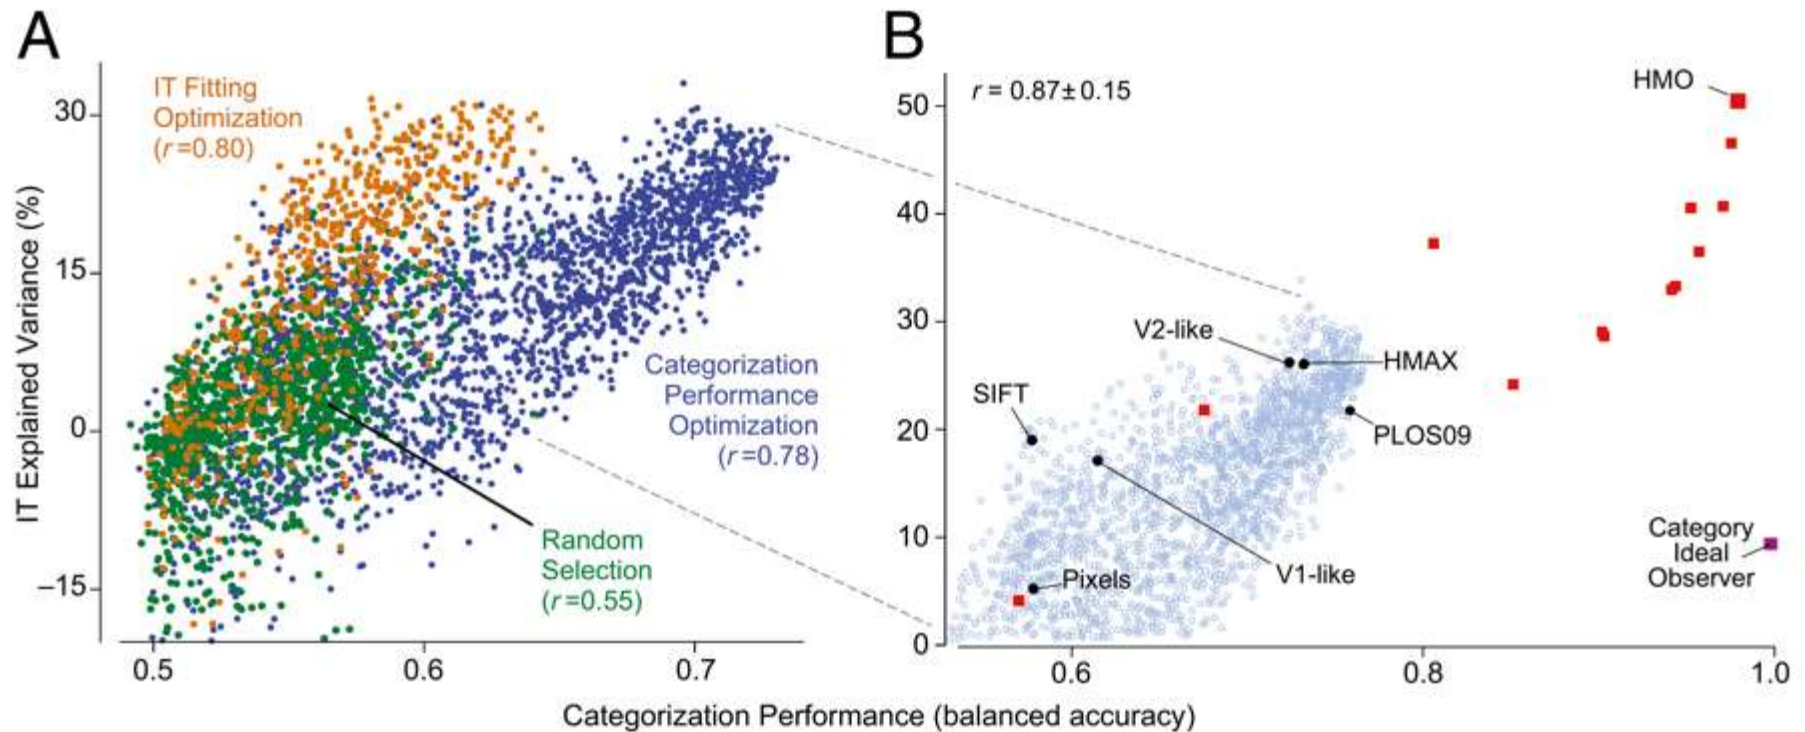 A
IT Fitting
Optimization
(r=0.80)
30
15
0
–15
IT Explained Variance (%)
Categorization
Performance
Optimization
(r=0.78)
Random
Selection
(r=0.55)
0.5
0.6
0.7
B
r = 0.87± 0.15
50
40
30
20
10
0
HMO
V2-like
HMAX
SIFT
PLOS09
V1-like
Pixels
Category
Ideal
Observer
0.6
0.8
1.0
Categorization Performance (balanced accuracy)